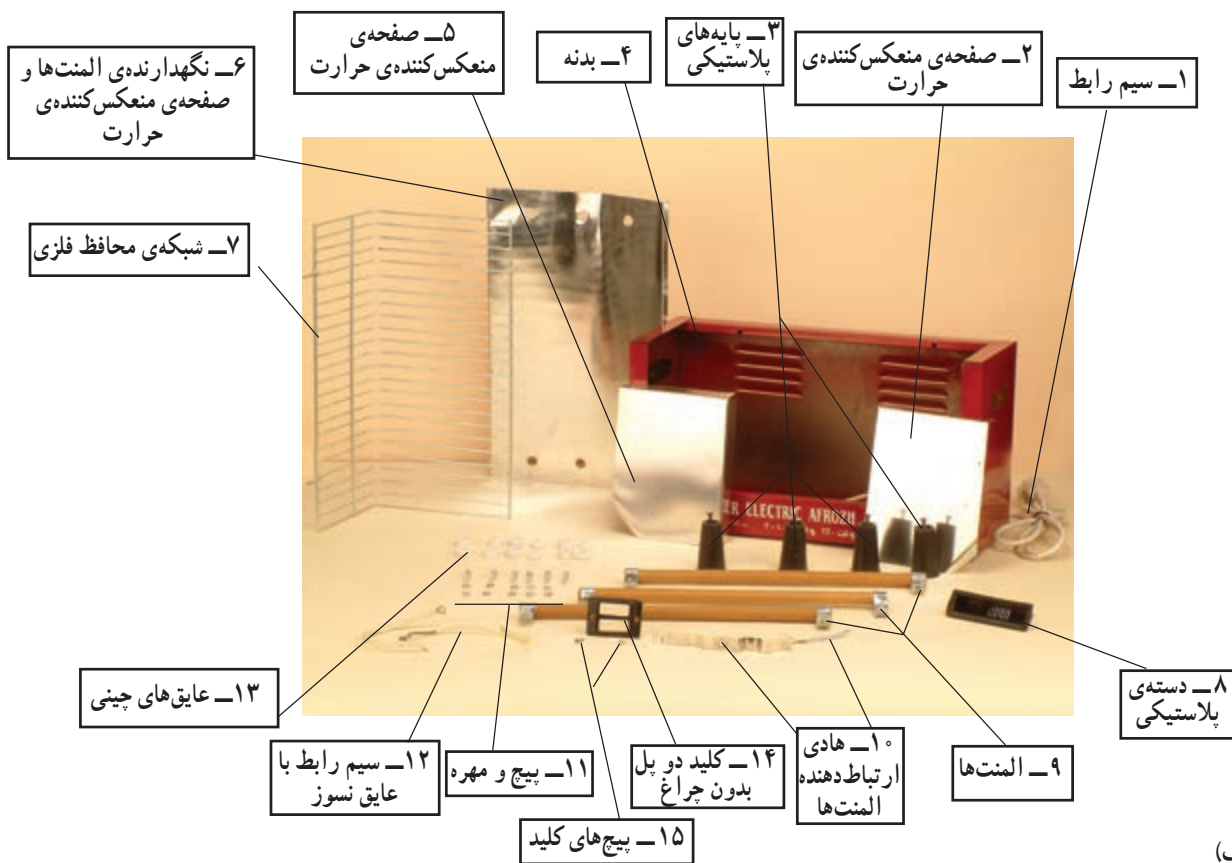 ۱ــ سیم رابط
۲ــ صفحه‌ی منعکس‌کننده‌ی
حرارت
۳ــ پایه‌های
پلاستیکی
۴ــ بدنه
۵ــ صفحه‌ی
منعکس‌کننده‌ی حرارت
۶ــ نگهدارنده‌ی المنت‌ها و
صفحه‌ی منعکس‌کننده‌ی
حرارت
۷ــ شبکه‌ی محافظ فلزی
ELECTRIC AFROZH
۸ــ دسته‌ی
پلاستیکی
۹ــ المنت‌ها
۱۰ــ هادی
ارتباط‌دهنده
المنت‌ها
۱۴ــ کلید دو پل
بدون چراغ
۱۱ــ پیچ و مهره
۱۲ــ سیم رابط با
عایق نسوز
۱۳ــ عایق‌های چینی
۱۵ــ پیچ‌های کلید